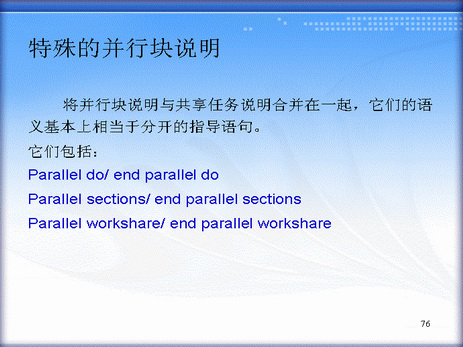 特殊的并行块说明
将并行块说明与共享任务说明合并在一起，它们的语
义基本上相当于分开的指导语句。
它们包括：
Parallel do/ end parallel do
Parallel sections/ end parallel sections
Parallel workshare/ end parallel workshare
76